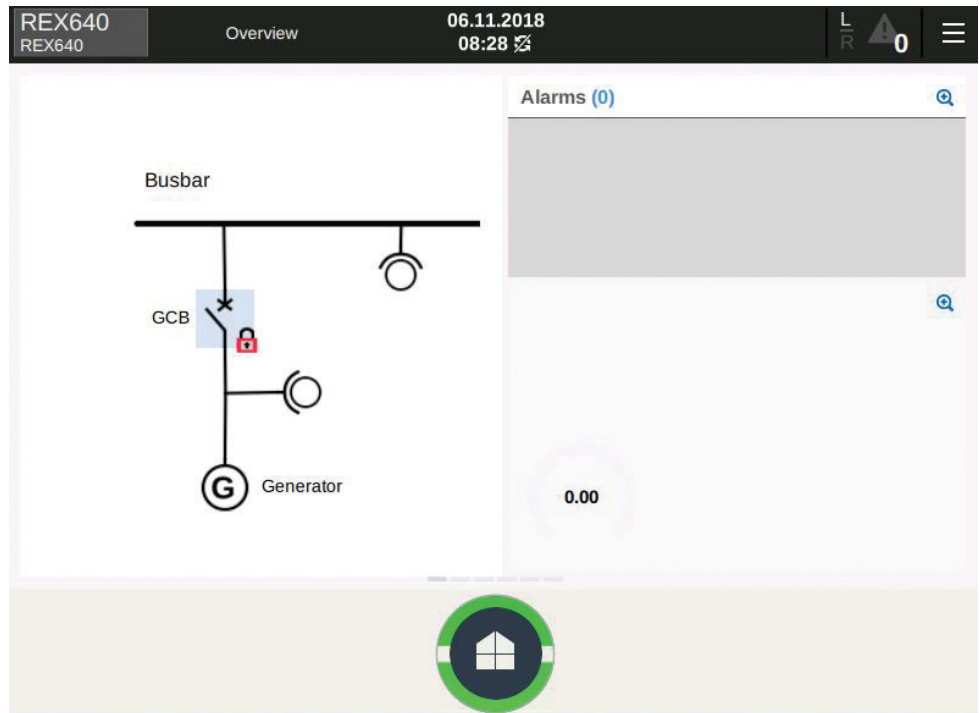 REX640
REX640
Overview
06.11.2018
08:28
L
R
0
Alarms (0)
Busbar
GCB
G
Generator
0.00